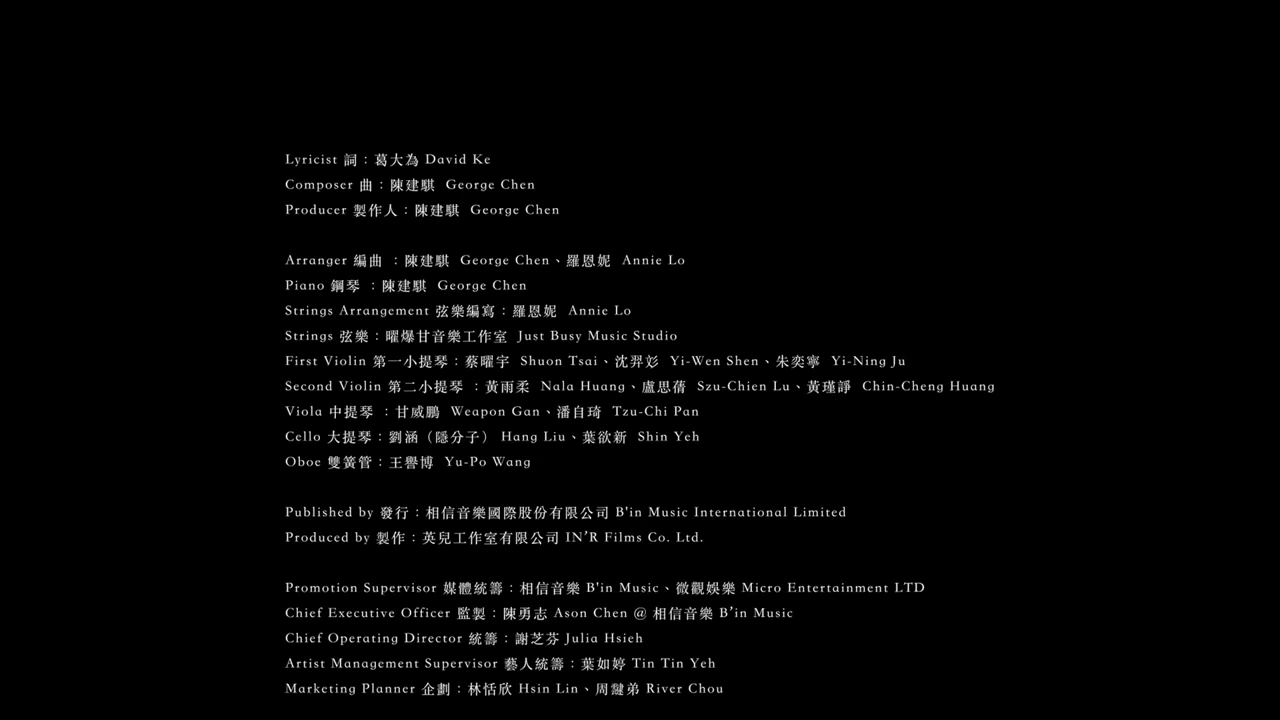 Lyricist 詞：葛大為 David Ke
Composer 曲：陳建騏 George Chen
Producer 製作人：陳建騏 George Chen
Arranger 編曲 ：陳建騏 George Chen、羅恩妮 Annie Lo
Piano 鋼琴 ：陳建騏 George Chen
Strings Arrangement 弦樂編寫：羅恩妮 Annie Lo
Strings 弦樂：曜爆甘音樂工作室 Just Busy Music Studio
First Violin 第一小提琴：蔡曜宇 Shuon Tsai、沈羿彣 Yi-Wen Shen、朱奕寧 Yi-Ning Ju
Second Violin 第二小提琴 ：黃雨柔 Nala Huang、盧思蒨 Szu-Chien Lu、黃瑾諍 Chin-Cheng Huang
Viola 中提琴 ：甘威鵬 Weapon Gan、潘自琦 Tzu-Chi Pan
Cello 大提琴：劉涵（隱分子） Hang Liu、葉欲新 Shin Yeh
Oboe 雙簧管：王譽博 Yu-Po Wang
Published by 發行：相信音樂國際股份有限公司 B'in Music International Limited
Produced by 製作：英兒工作室有限公司 IN’R Films Co. Ltd.
Promotion Supervisor 媒體統籌：相信音樂 B'in Music、微觀娛樂 Micro Entertainment LTD
Chief Executive Officer 監製：陳勇志 Ason Chen @ 相信音樂 B’in Music
Chief Operating Director 統籌：謝芝芬 Julia Hsieh
Artist Management Supervisor 藝人統籌：葉如婷 Tin Tin Yeh
Marketing Planner 企劃：林恬欣 Hsin Lin、周靆弟 River Chou